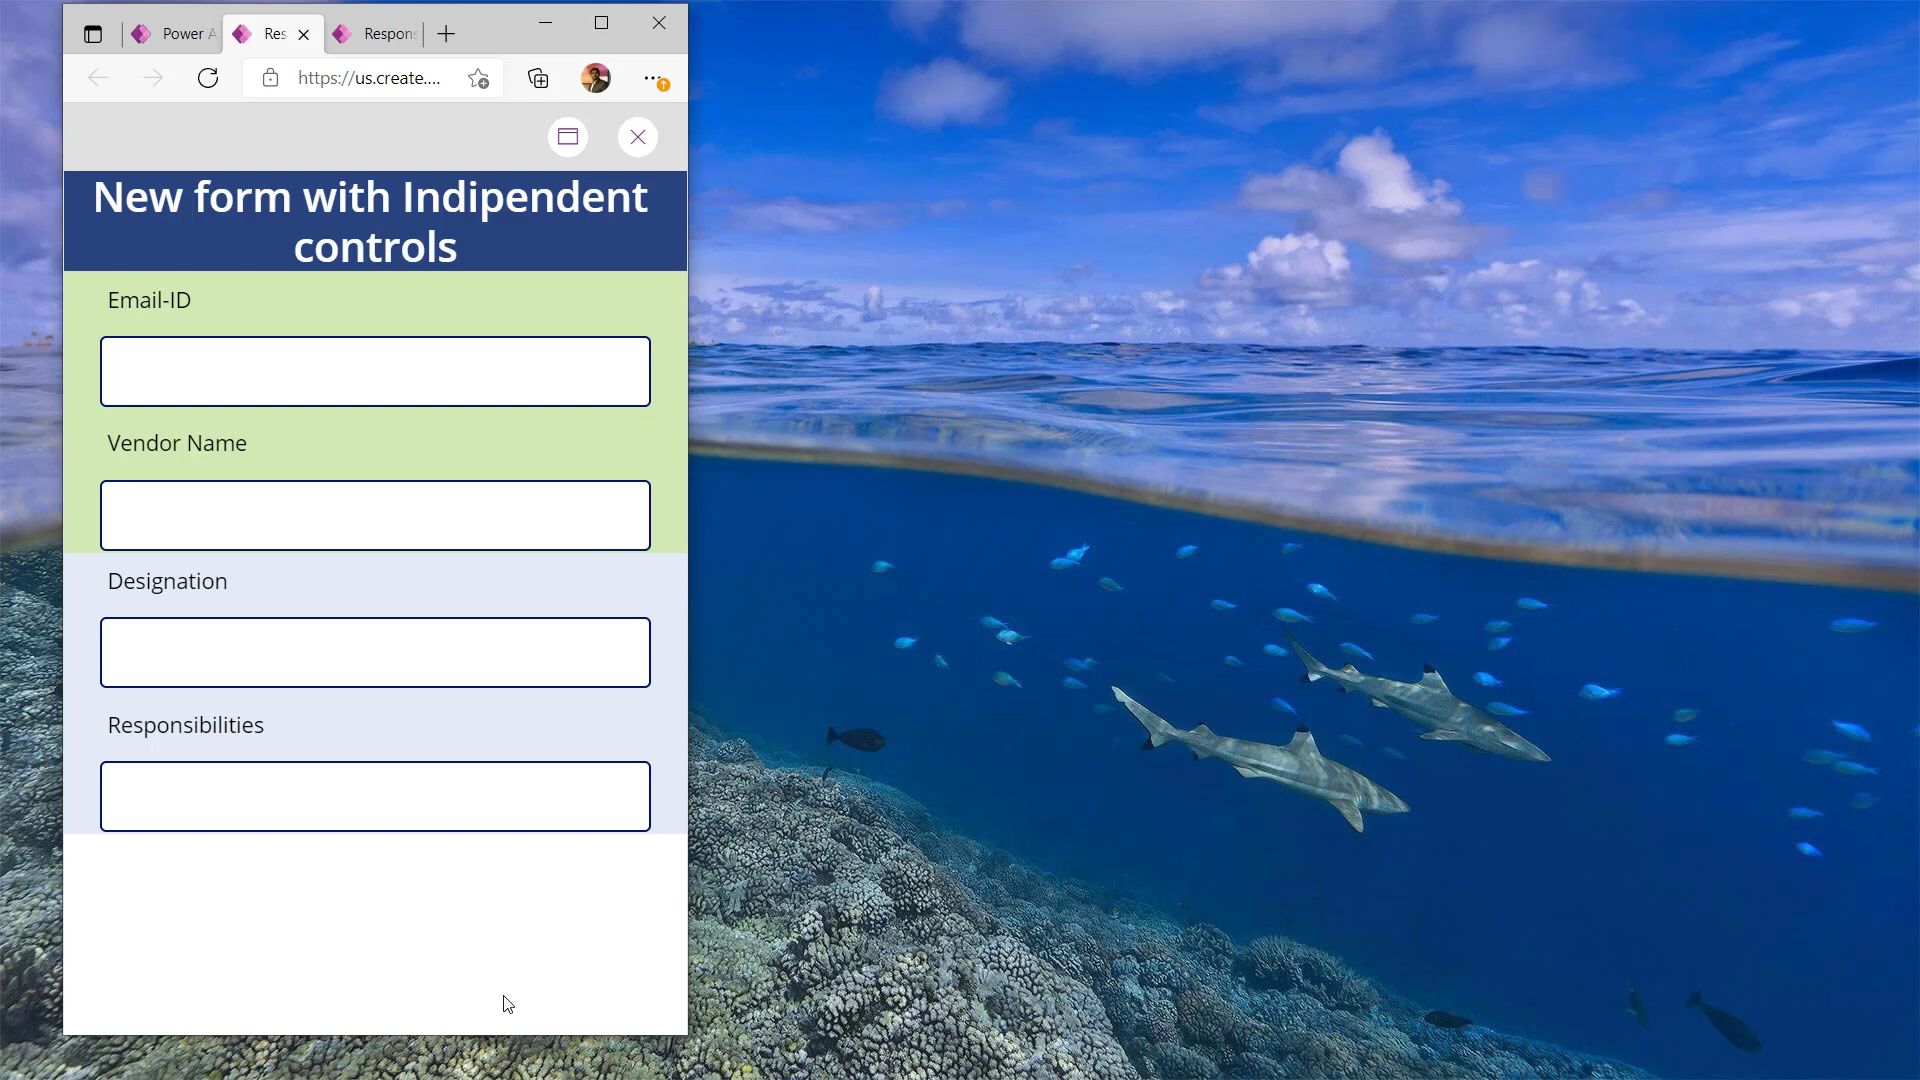 Power A
Res
Respons
https://us.create....
New form with Indipendent
controls
Email-ID
Vendor Name
Designation
Responsibilities